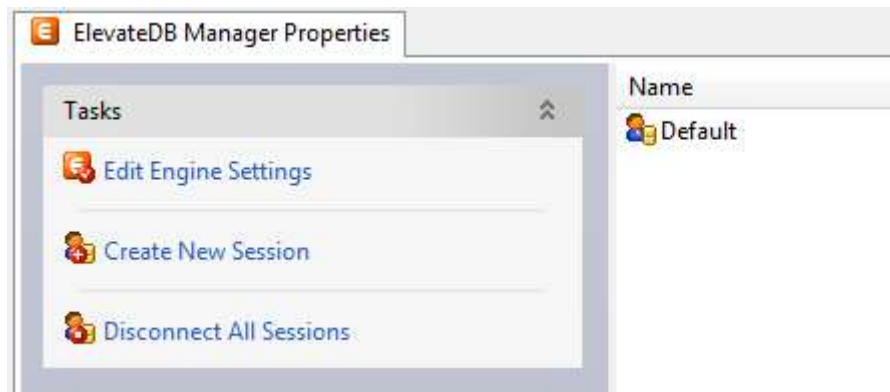 ElevateDB Manager Properties
Tasks
Edit Engine Settings
Create New Session
Disconnect All Sessions
Name
Default